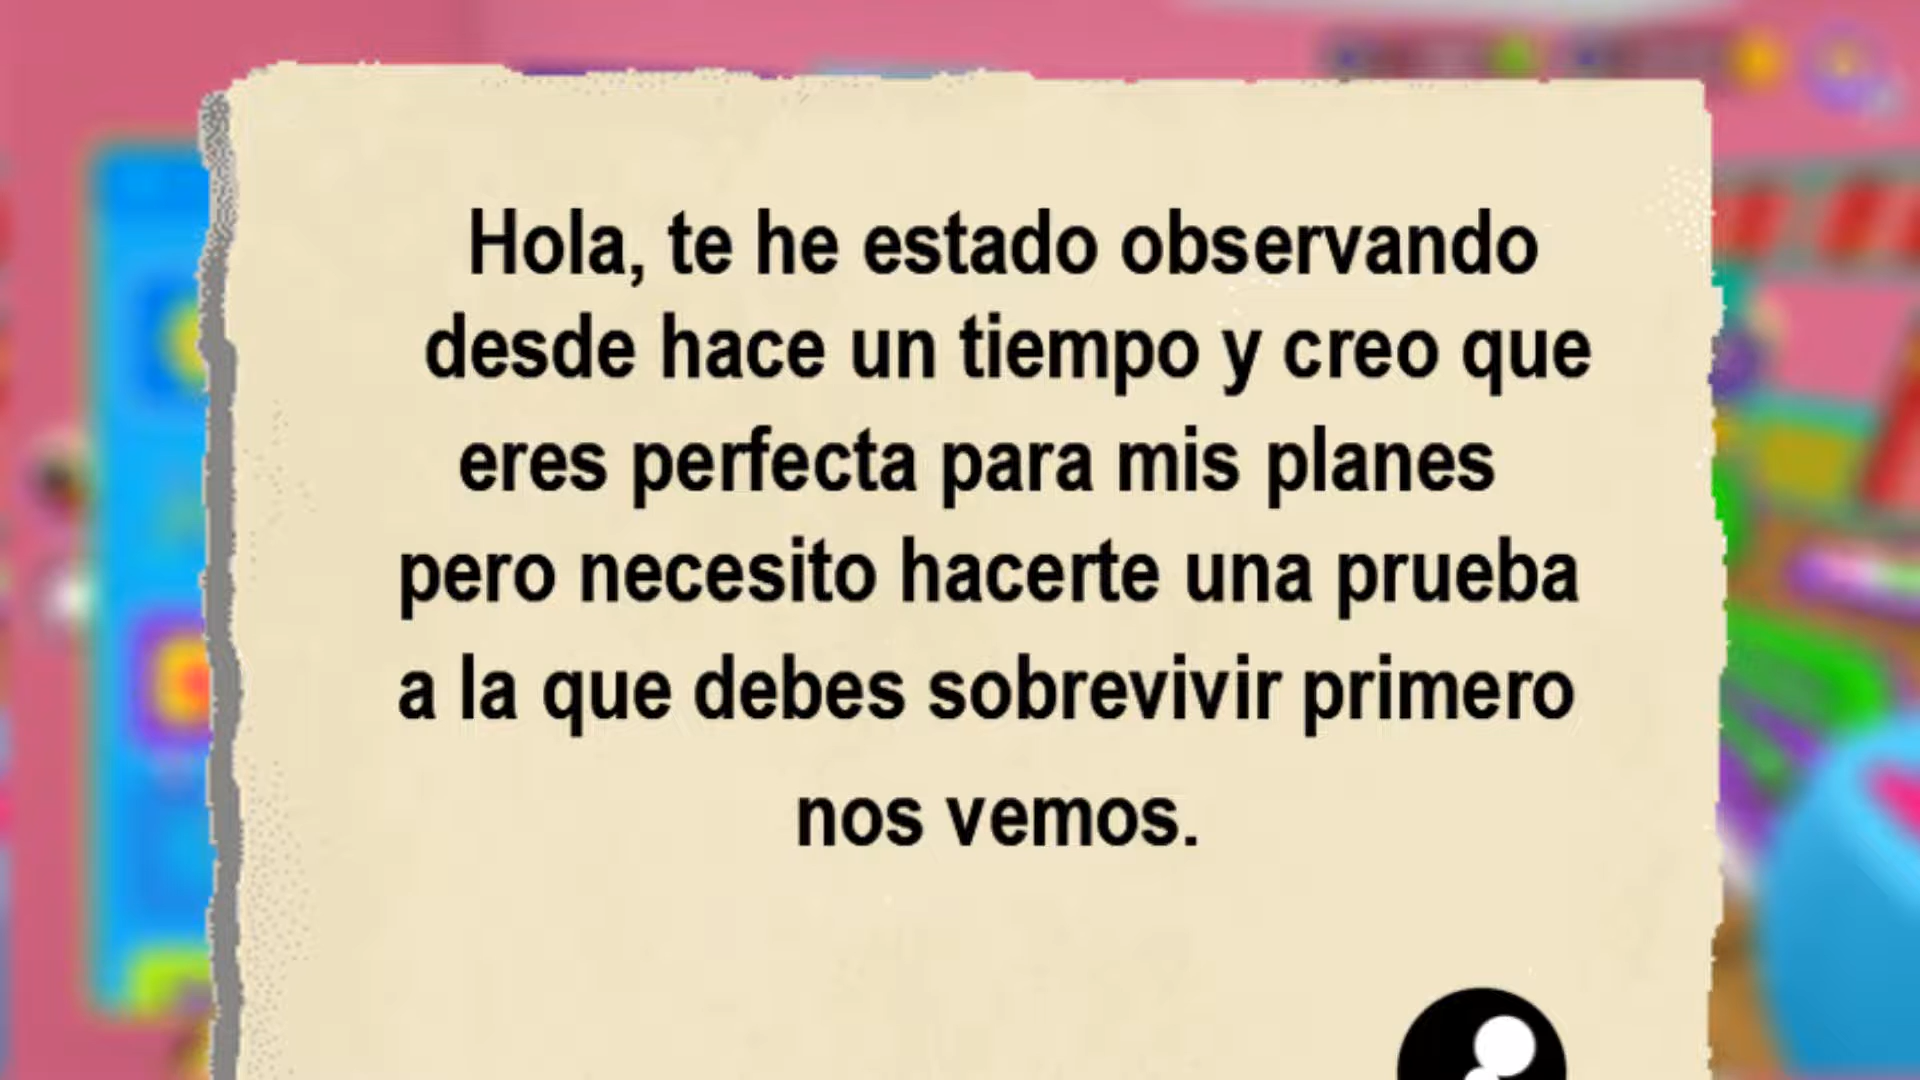 Hola, te he estado observando
desde hace un tiempo y creo que
eres perfecta para mis planes
pero necesito hacerte una prueba
a la que debes sobrevivir primero
nos vemos.